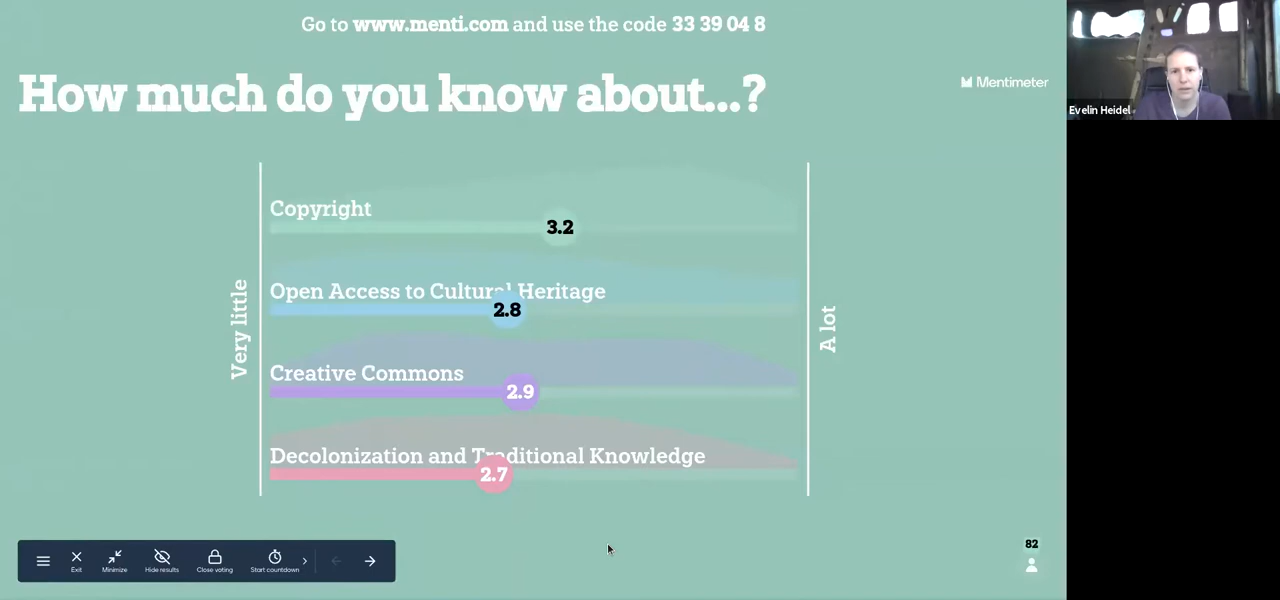 Go to www.menti.com and use the code 33 39 04 8
How much do you know about...?
Mentimeter
Evelin Heidel
Copyright
3.2
Open Access to Cultural Heritage
2.8
Creative Commons
2.9
Decolonization and Traditional Knowledge
2.7
Very little
A lot
Exit
Minimize
Hide results
Close voting
Start countdown
82